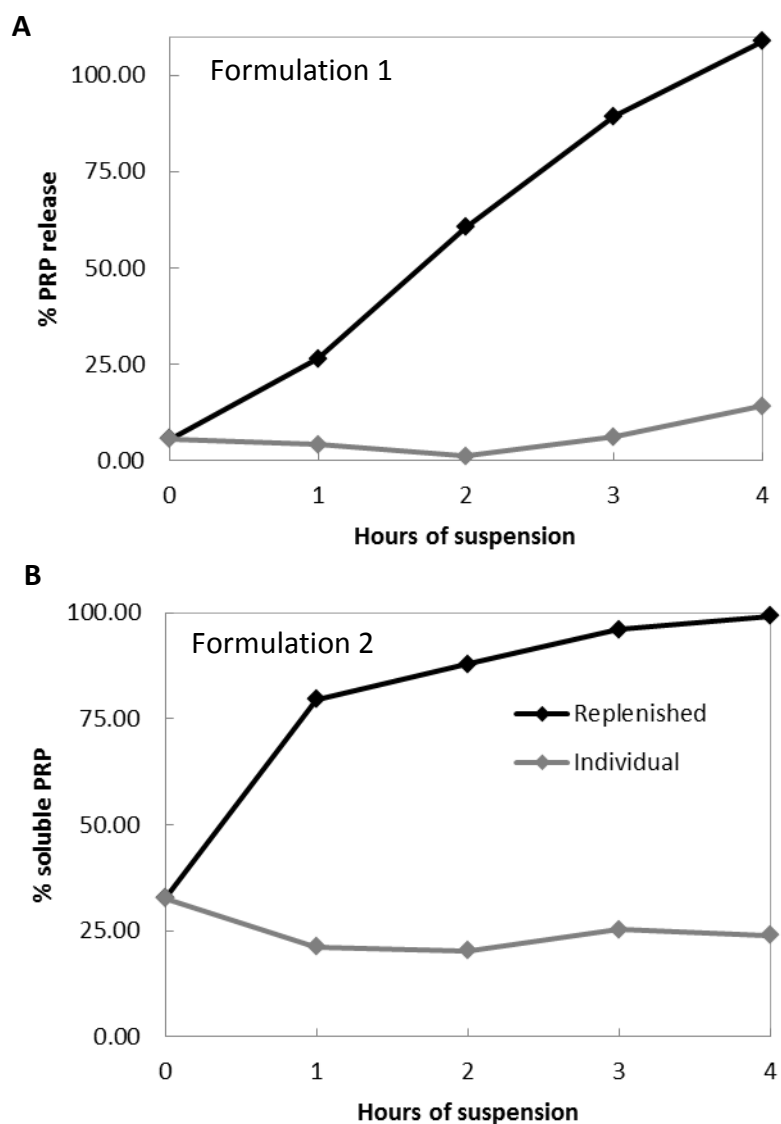 A
Formulation 1
100.00
75.00
50.00
25.00
0.00
% PRP release
0 1 2 3 4
Hours of suspension
B
Formulation 2
100.00
75.00
50.00
25.00
0.00
% soluble PRP
Replenished
Individual
0 1 2 3 4
Hours of suspension